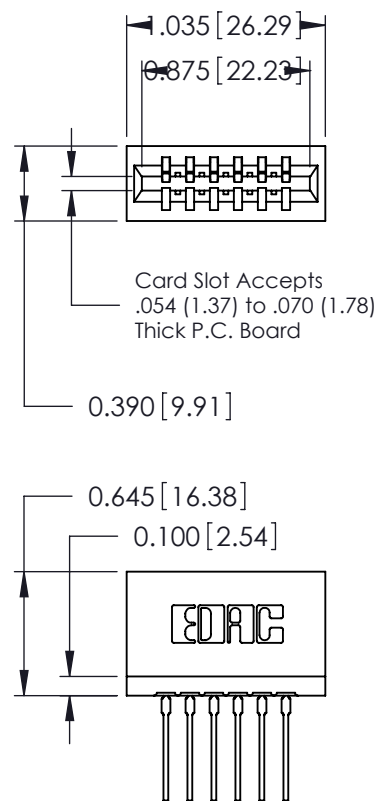 1.035 [26.29]
0.875 [22.23]
Card Slot Accepts
.054 (1.37) to .070 (1.78)
Thick P.C. Board
0.390 [9.91]
0.645 [16.38]
0.100 [2.54]
EDAC